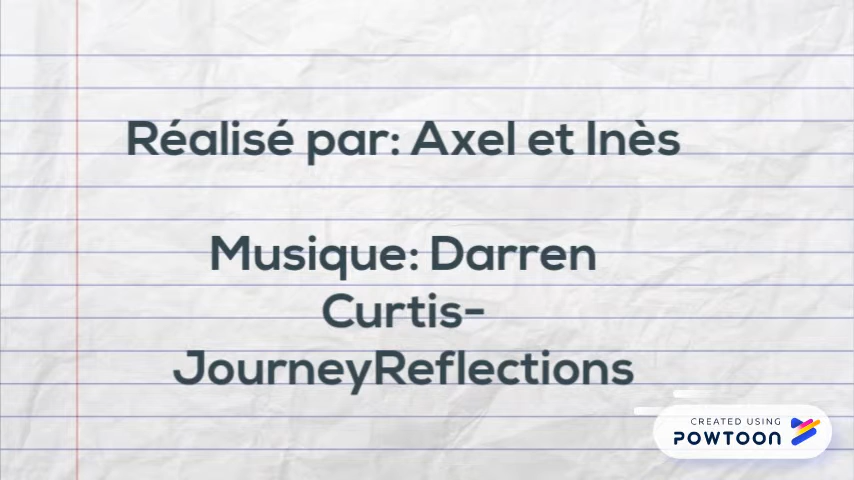 Réalisé par: Axel et Inès
Musique: Darren
Curtis-
JourneyReflections
CREATED USING
POWTOON